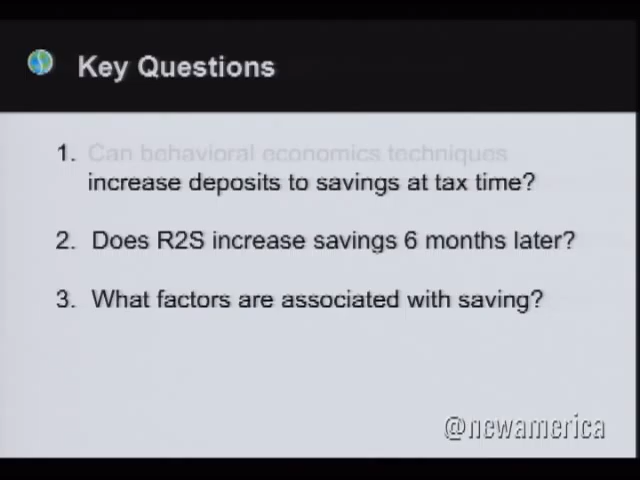 Key Questions
1. Can behavioral economics techniques
increase deposits to savings at tax time?
2. Does R2S increase savings 6 months later?
3. What factors are associated with saving?
@newamerica